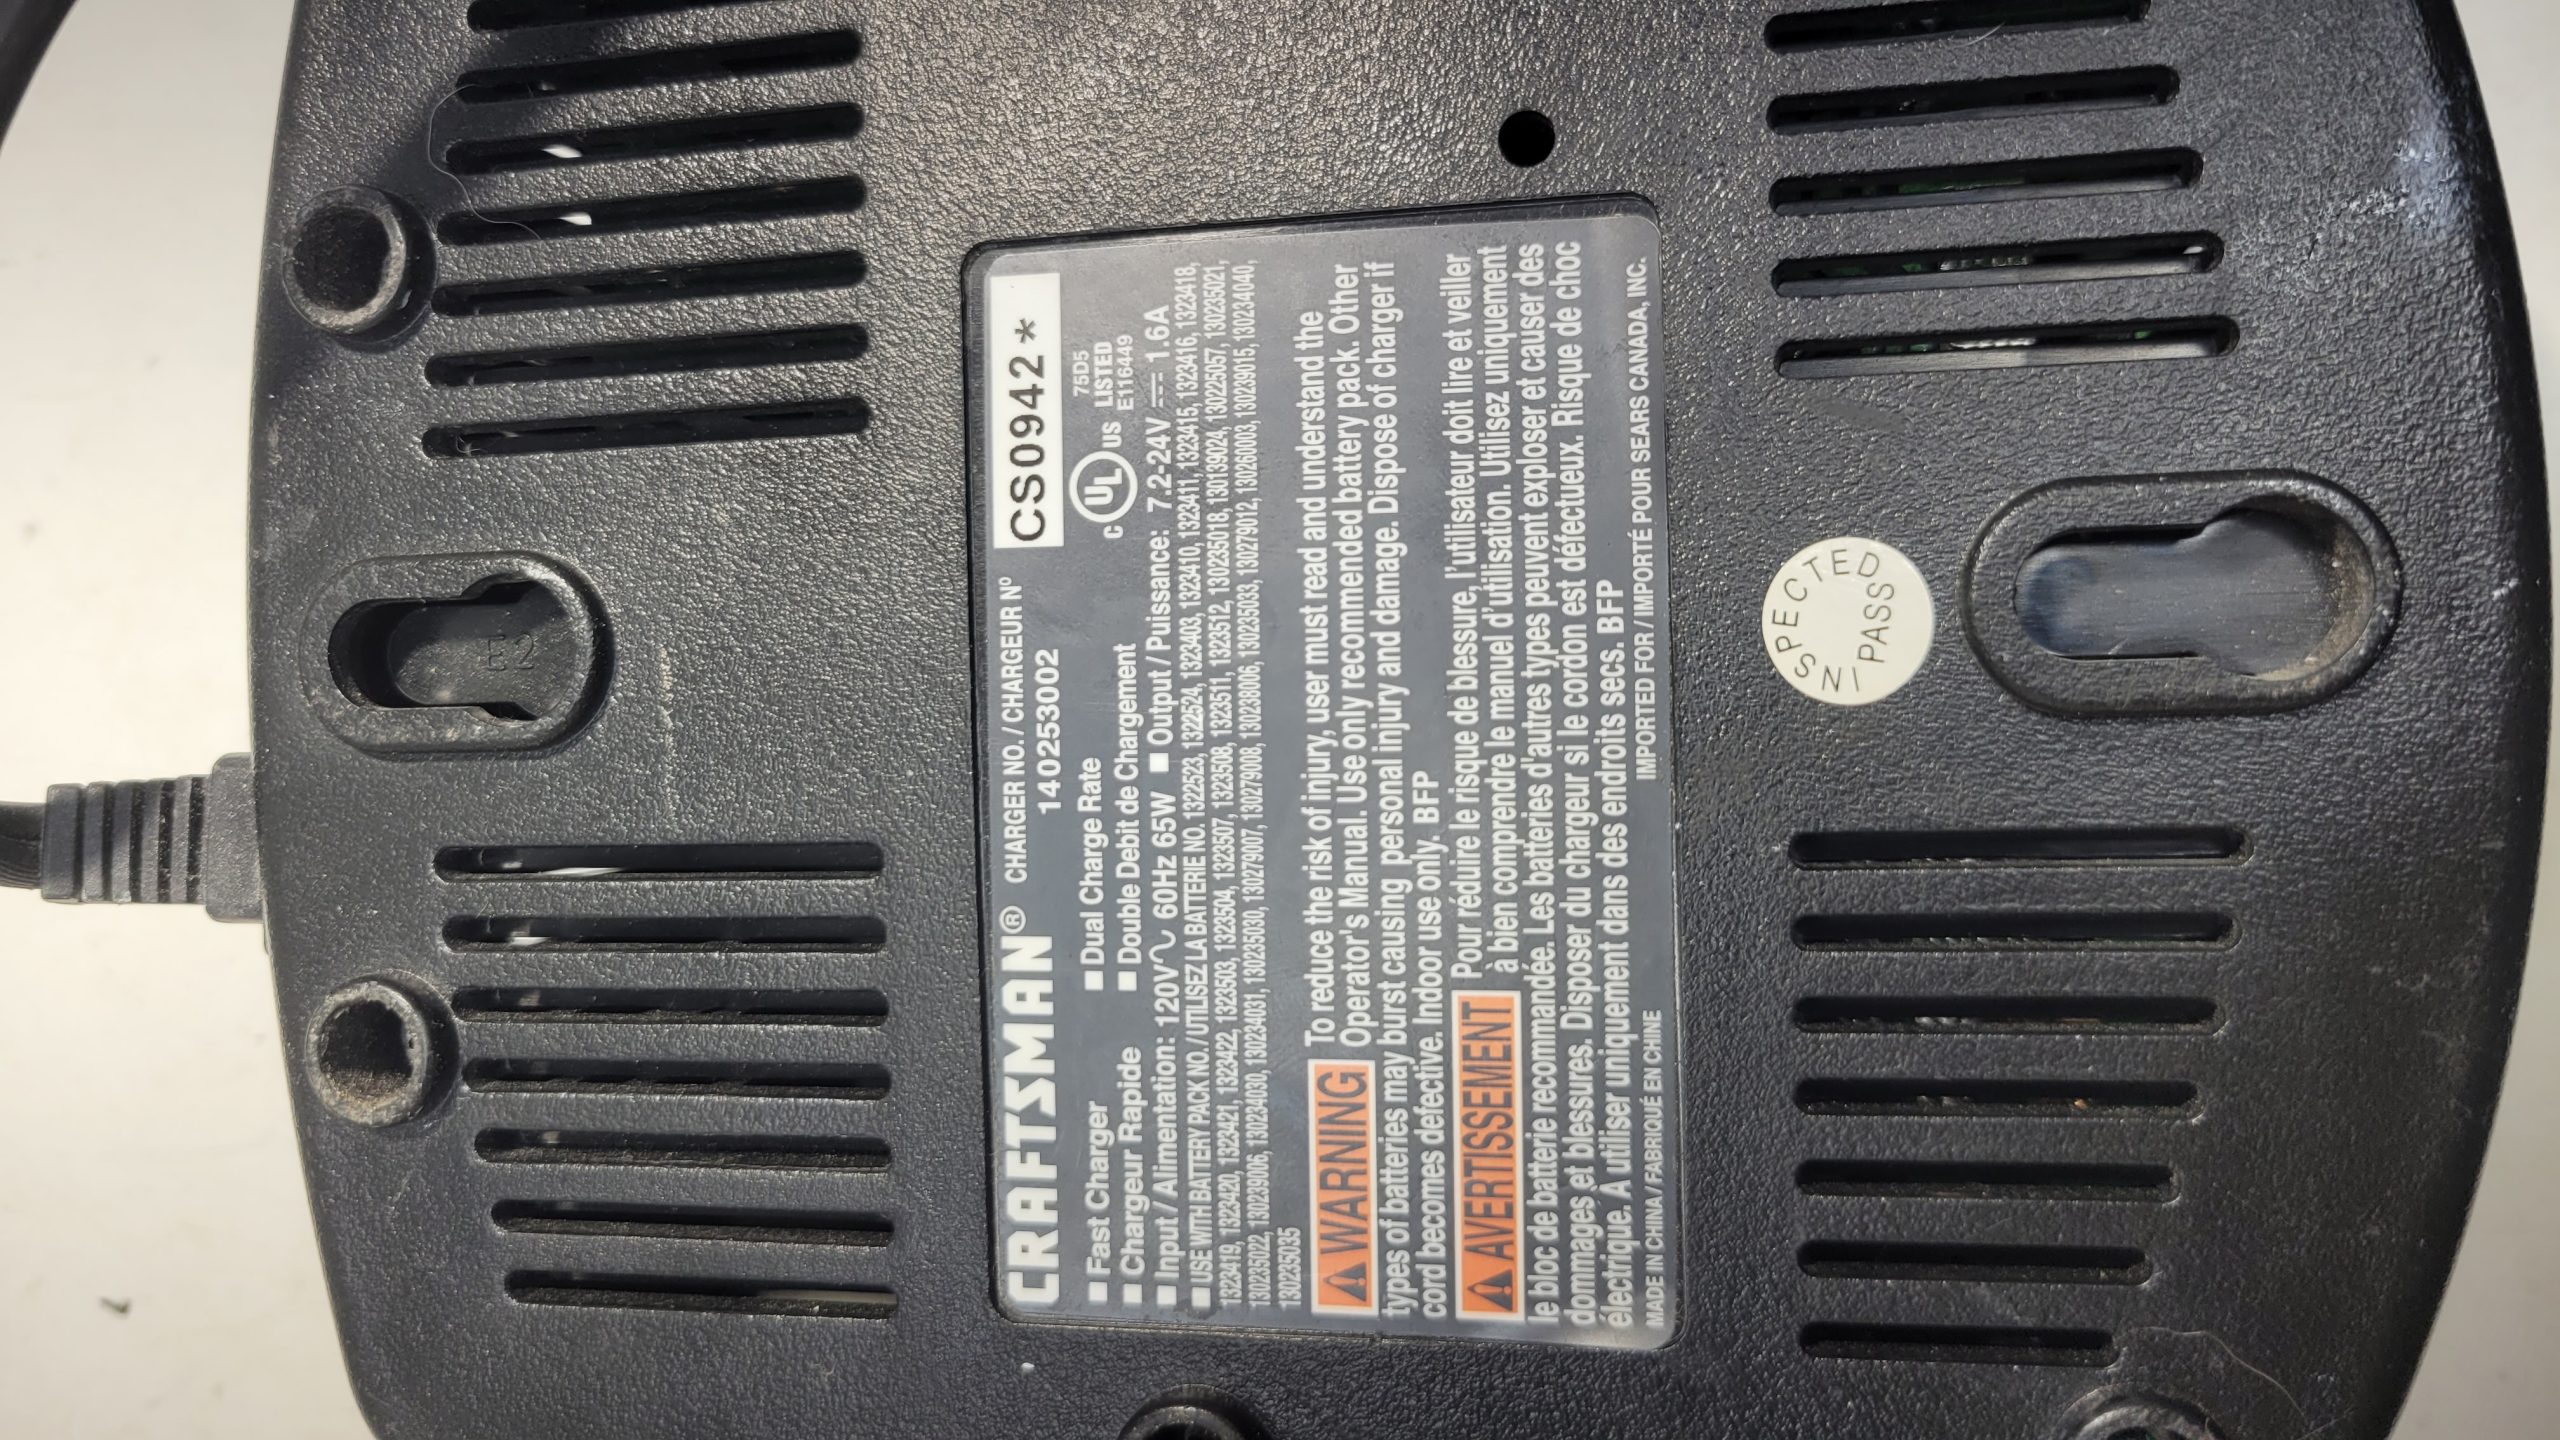 CRAFTSMAN® CHARGER NO. / CHARGEUR Nº CS0942*
140253002
■ Fast Charger ■ Dual Charge Rate
■ Chargeur Rapide ■ Double Débit de Chargement
C UL US LISTED
75D5
E116449
■ Input / Alimentation: 120V ~ 60Hz 65W ■ Output / Puissance: 7.2-24V ⎓ 1.6A
■ USE WITH BATTERY PACK NO. / UTILISEZ LA BATTERIE NO. 1322523, 1322524, 1323403, 1323410, 1323411, 1323415, 1323416, 1323418,
1323419, 1323420, 1323421, 1323422, 1323503, 1323504, 1323507, 1323508, 1323511, 1323512, 130235018, 130139024, 130225057, 130235021,
130235022, 130239006, 130234030, 130234031, 130235030, 130279007, 130279008, 130238006, 130235033, 130279012, 130260003, 130239015, 130234040,
130235035
⚠ WARNING To reduce the risk of injury, user must read and understand the
Operator's Manual. Use only recommended battery pack. Other
types of batteries may burst causing personal injury and damage. Dispose of charger if
cord becomes defective. Indoor use only. BFP
⚠ AVERTISSEMENT Pour réduire le risque de blessure, l'utilisateur doit lire et veiller
à bien comprendre le manuel d'utilisation. Utilisez uniquement
le bloc de batterie recommandée. Les batteries d'autres types peuvent exploser et causer des
dommages et blessures. Disposer du chargeur si le cordon est défectueux. Risque de choc
électrique. A utiliser uniquement dans des endroits secs. BFP
MADE IN CHINA / FABRIQUÉ EN CHINE IMPORTED FOR / IMPORTÉ POUR SEARS CANADA, INC.
INSPECTED
PASS
E2